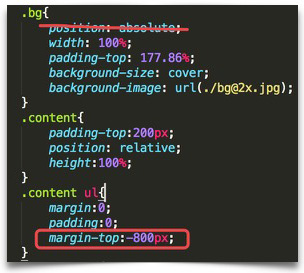 .bg{
position: absolute;
width: 100%;
padding-top: 177.86%;
background-size: cover;
background-image: url(./bg@2x.jpg);
}
.content{
padding-top:200px;
position: relative;
height:100%;
}
.content ul{
margin:0;
padding:0;
margin-top:-800px;
}